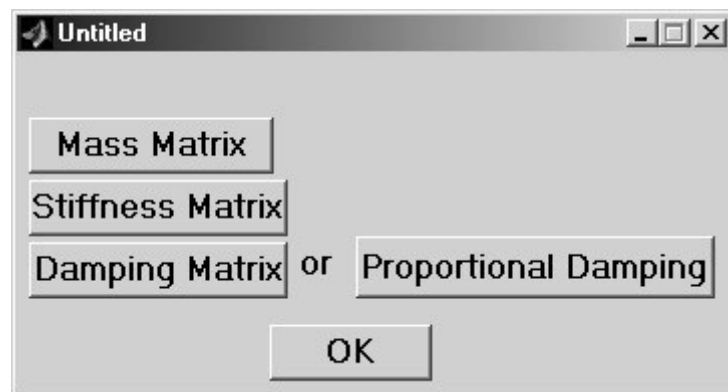 Untitled
Mass Matrix
Stiffness Matrix
Damping Matrix or Proportional Damping
OK